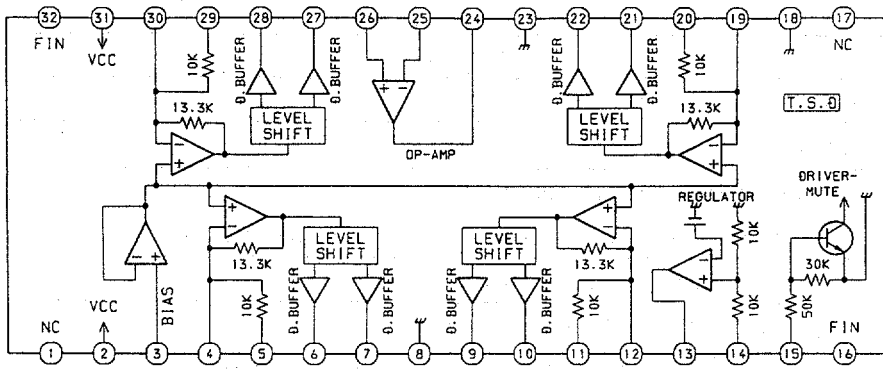 32 31 30 29 28 27 26 25 24 23 22 21 20 19 18 17
FIN
VCC
10K
D.BUFFER
D.BUFFER
D.BUFFER
D.BUFFER
10K
NC
13.3K
LEVEL SHIFT
+ -
OP-AMP
LEVEL SHIFT
13.3K
T.S.D
- +
- +
DRIVER-MUTE
REGULATOR
+ -
+ -
- +
LEVEL SHIFT
LEVEL SHIFT
- +
10K
13.3K
13.3K
30K
VCC
BIAS
10K
D.BUFFER
D.BUFFER
D.BUFFER
D.BUFFER
10K
10K
50K
NC
FIN
1 2 3 4 5 6 7 8 9 10 11 12 13 14 15 16